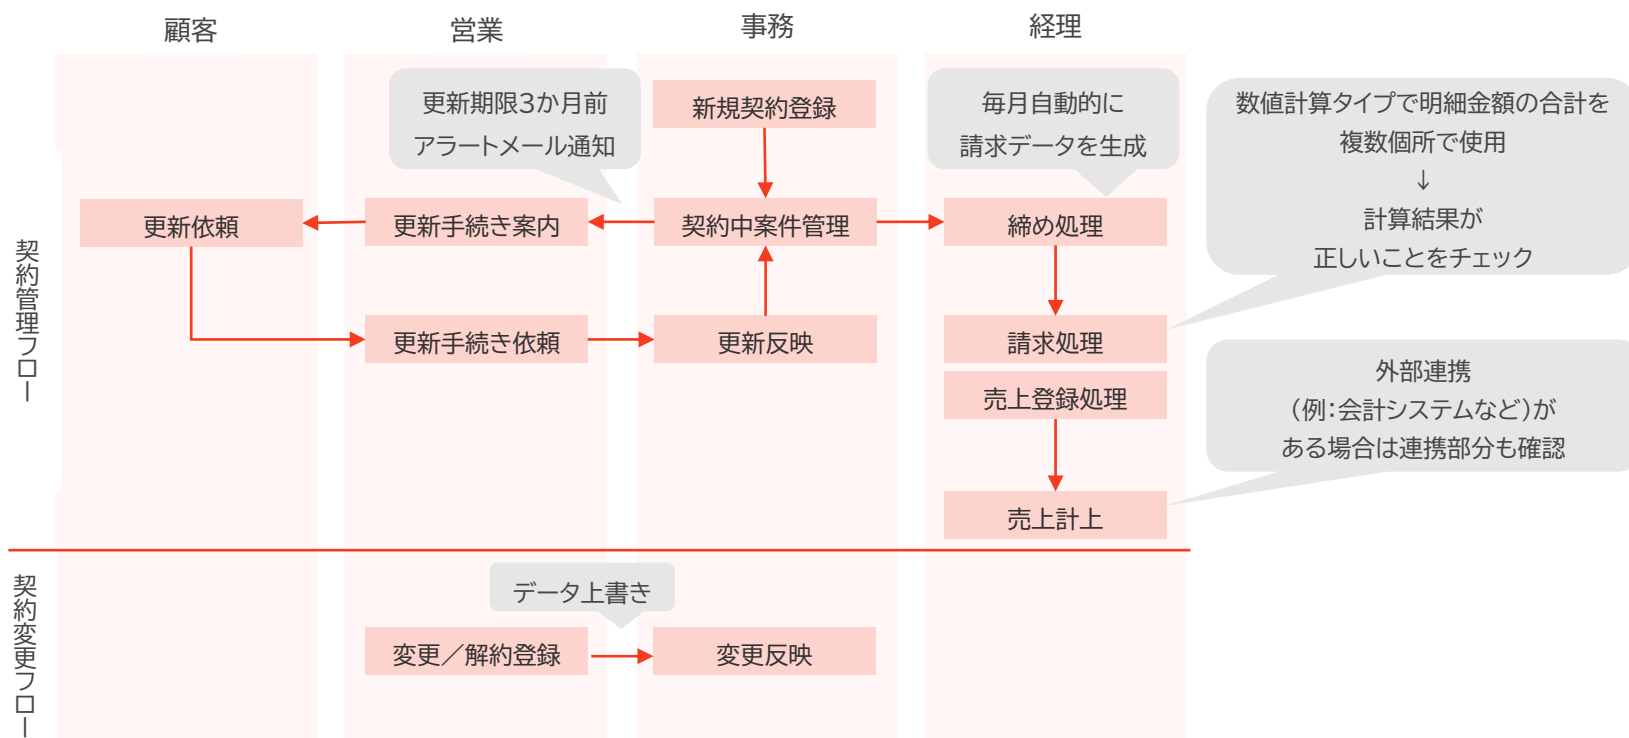 顧客
営業
事務
経理
契約管理フロー
更新期限3か月前
アラートメール通知
新規契約登録
毎月自動的に
請求データを生成
数値計算タイプで明細金額の合計を
複数個所で使用
↓
計算結果が
正しいことをチェック
更新依頼
更新手続き案内
契約中案件管理
締め処理
更新手続き依頼
更新反映
請求処理
売上登録処理
外部連携
（例：会計システムなど）が
ある場合は連携部分も確認
売上計上
契約変更フロー
データ上書き
変更／解約登録
変更反映